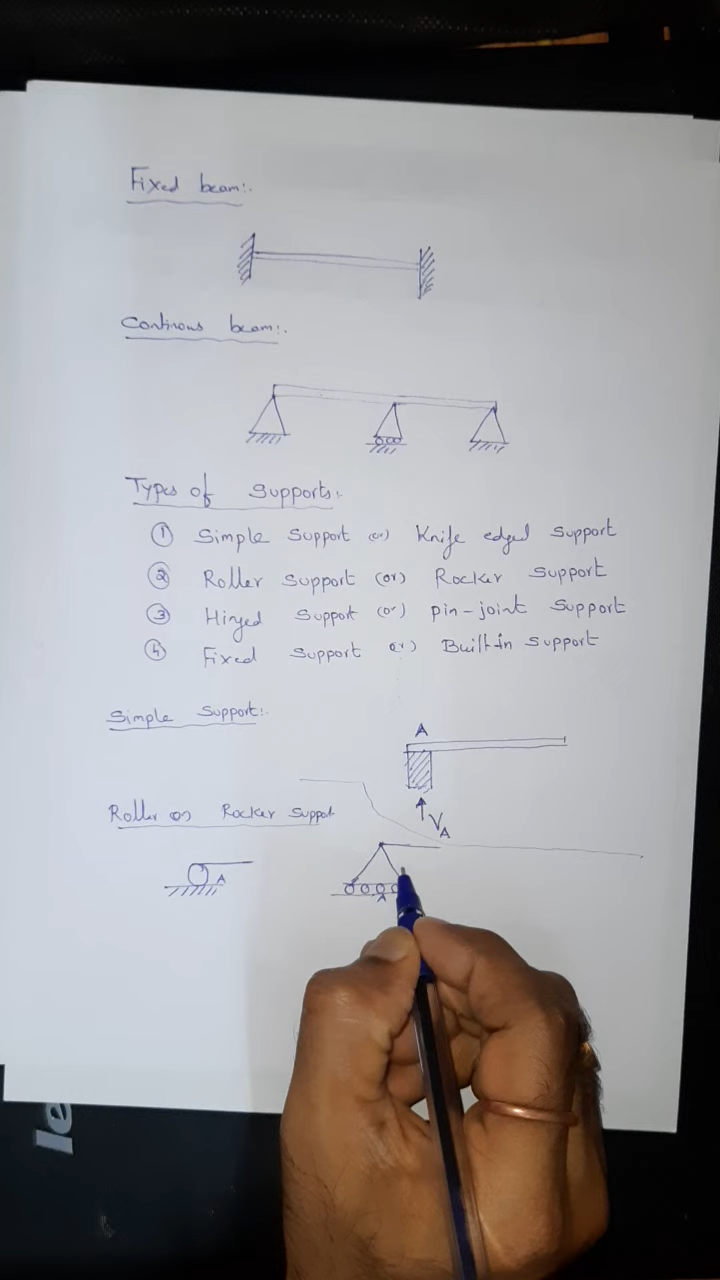 Fixed beam:.
Continous beam:.
Types of Supports:.
① Simple Support (or) Knife edged Support
② Roller Support (or) Rocker Support
③ Hinged Support (or) pin-joint Support
④ Fixed Support (or) Built-in Support
Simple Support:.
A
V_A
Roller or Rocker Support
A
A
le